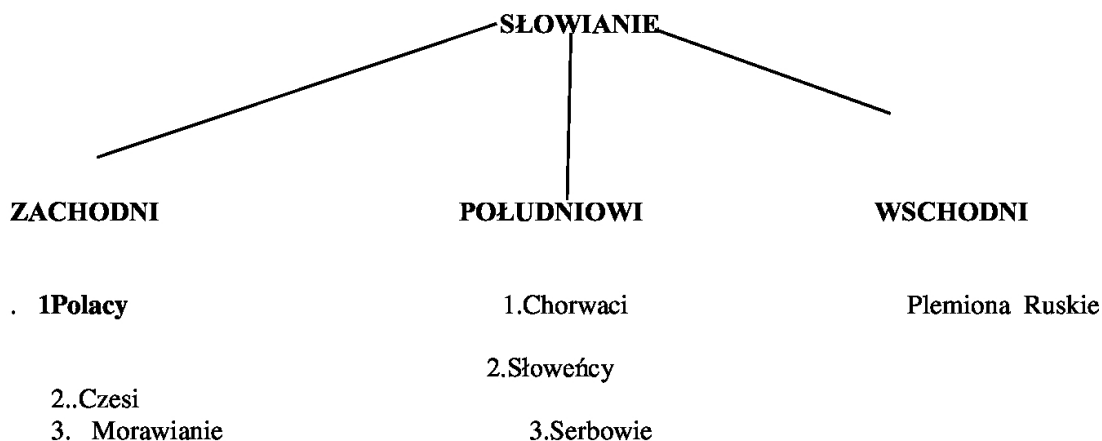 SŁOWIANIE
ZACHODNI POŁUDNIOWI WSCHODNI
. 1Polacy 1.Chorwaci Plemiona Ruskie
2.Słoweńcy
2..Czesi
3. Morawianie 3.Serbowie